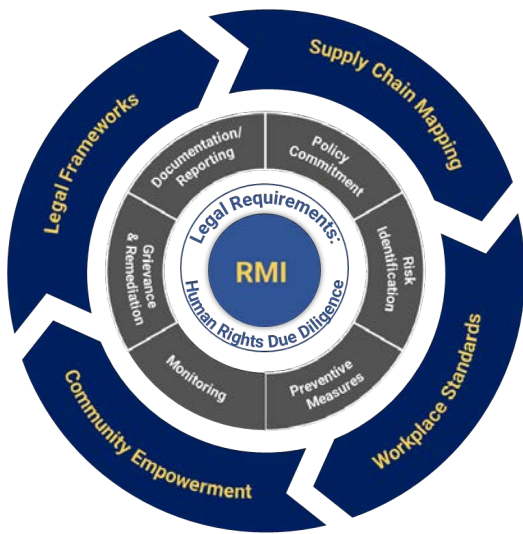 Supply Chain Mapping
Workplace Standards
Community Empowerment
Legal Frameworks
Policy
Commitment
Risk
Identification
Preventive
Measures
Monitoring
Grievance
& Remediation
Documentation/
Reporting
Legal Requirements:
Human Rights Due Diligence
RMI